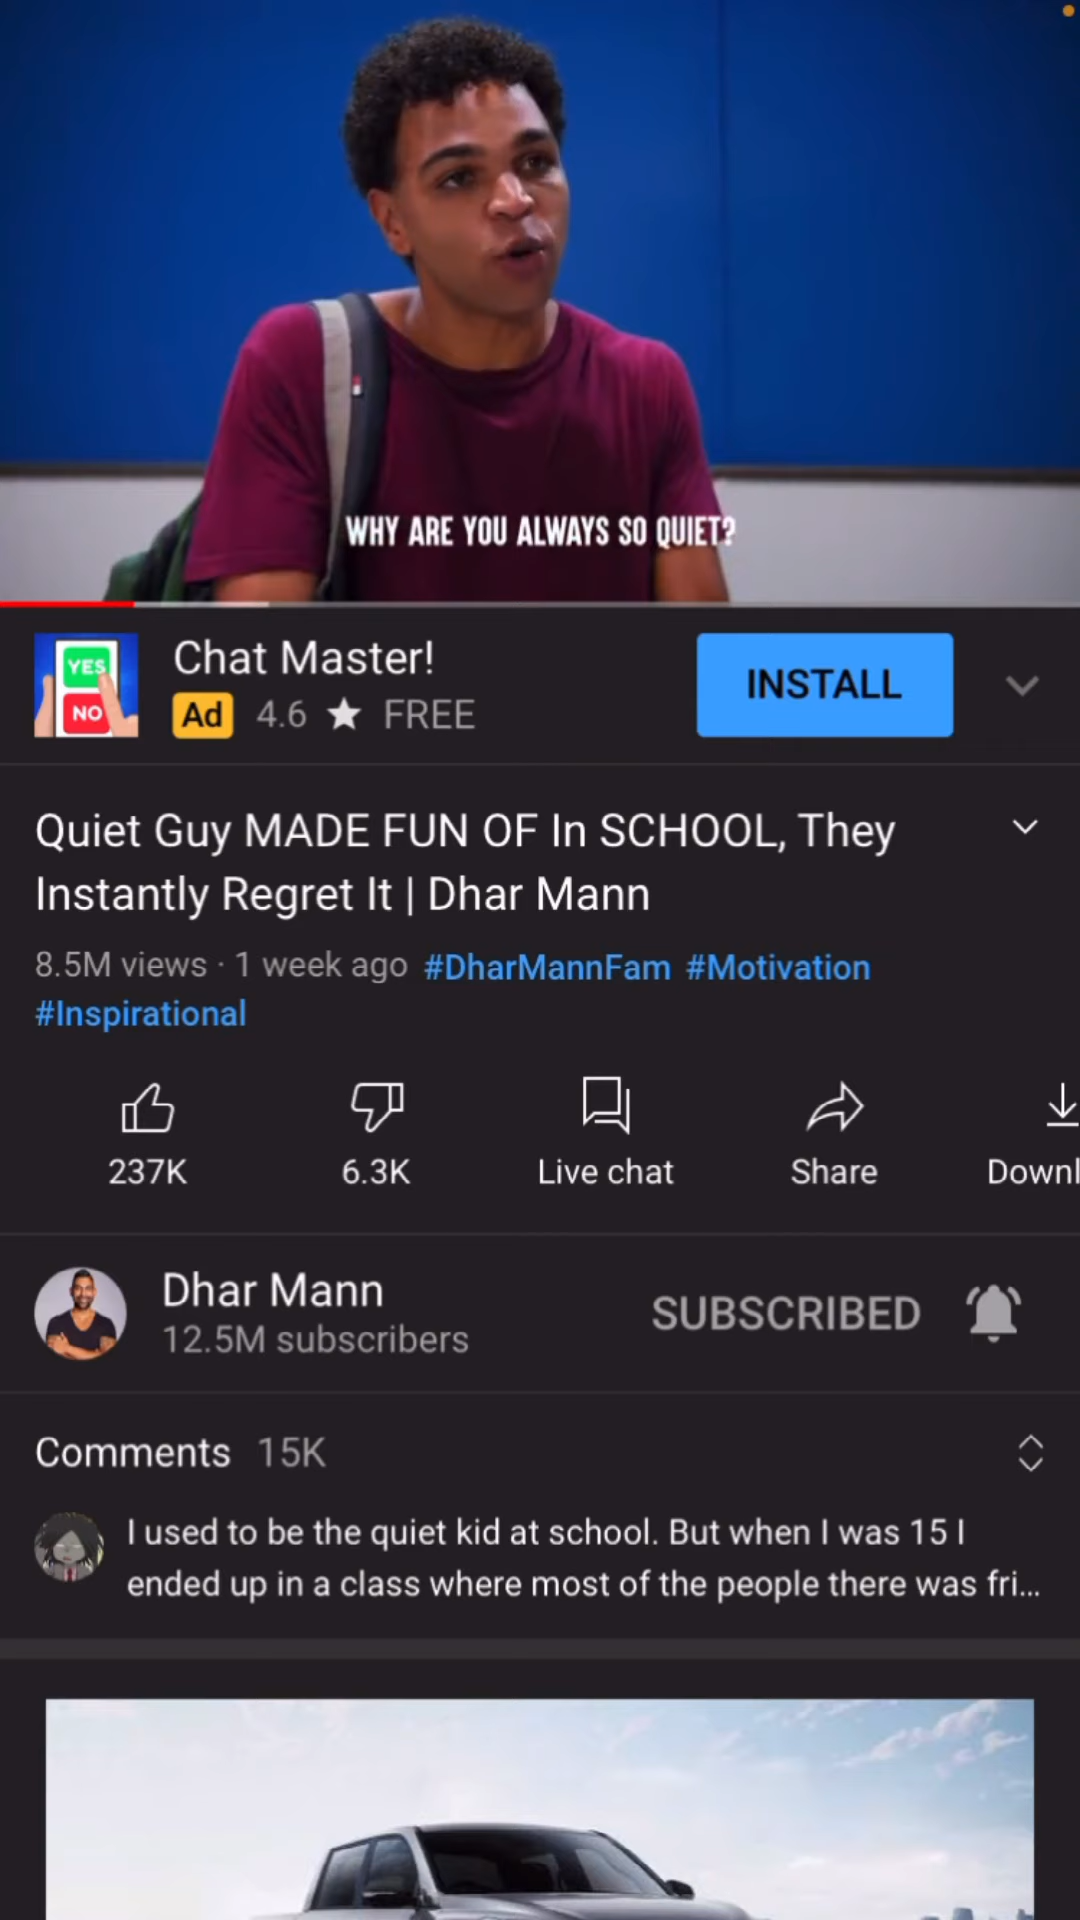 WHY ARE YOU ALWAYS SO QUIET?
YES
NO
Chat Master!
INSTALL
Ad 4.6 ★ FREE
Quiet Guy MADE FUN OF In SCHOOL, They
Instantly Regret It | Dhar Mann
8.5M views · 1 week ago #DharMannFam #Motivation
#Inspirational
237K 6.3K Live chat Share Downl
Dhar Mann
12.5M subscribers
SUBSCRIBED
Comments 15K
I used to be the quiet kid at school. But when I was 15 I
ended up in a class where most of the people there was fri...